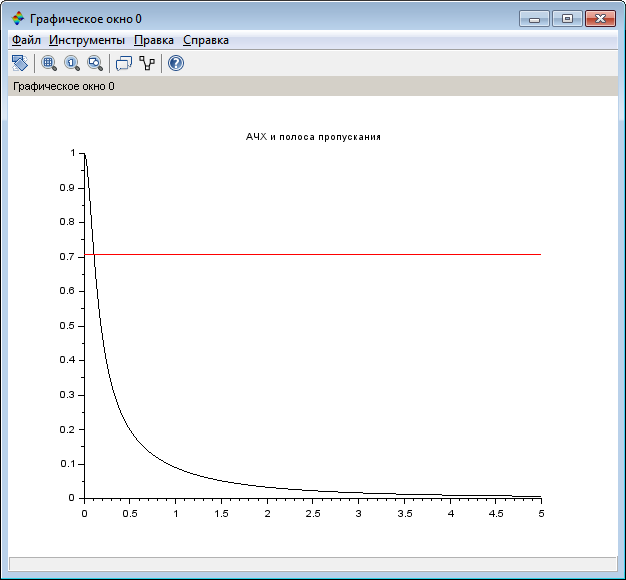 Графическое окно 0
Файл Инструменты Правка Справка
Графическое окно 0
АЧХ и полоса пропускания
1
0.9
0.8
0.7
0.6
0.5
0.4
0.3
0.2
0.1
0
0 0.5 1 1.5 2 2.5 3 3.5 4 4.5 5